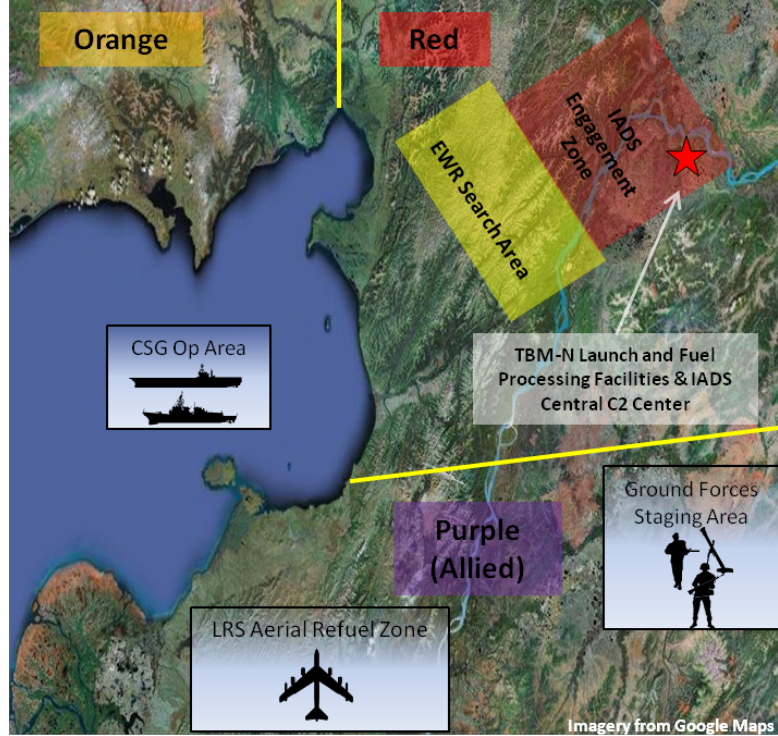 Orange
Red
IADS
Engagement
Zone
EWR Search Area
CSG Op Area
TBM-N Launch and Fuel
Processing Facilities & IADS
Central C2 Center
Ground Forces
Staging Area
Purple
(Allied)
LRS Aerial Refuel Zone
Imagery from Google Maps